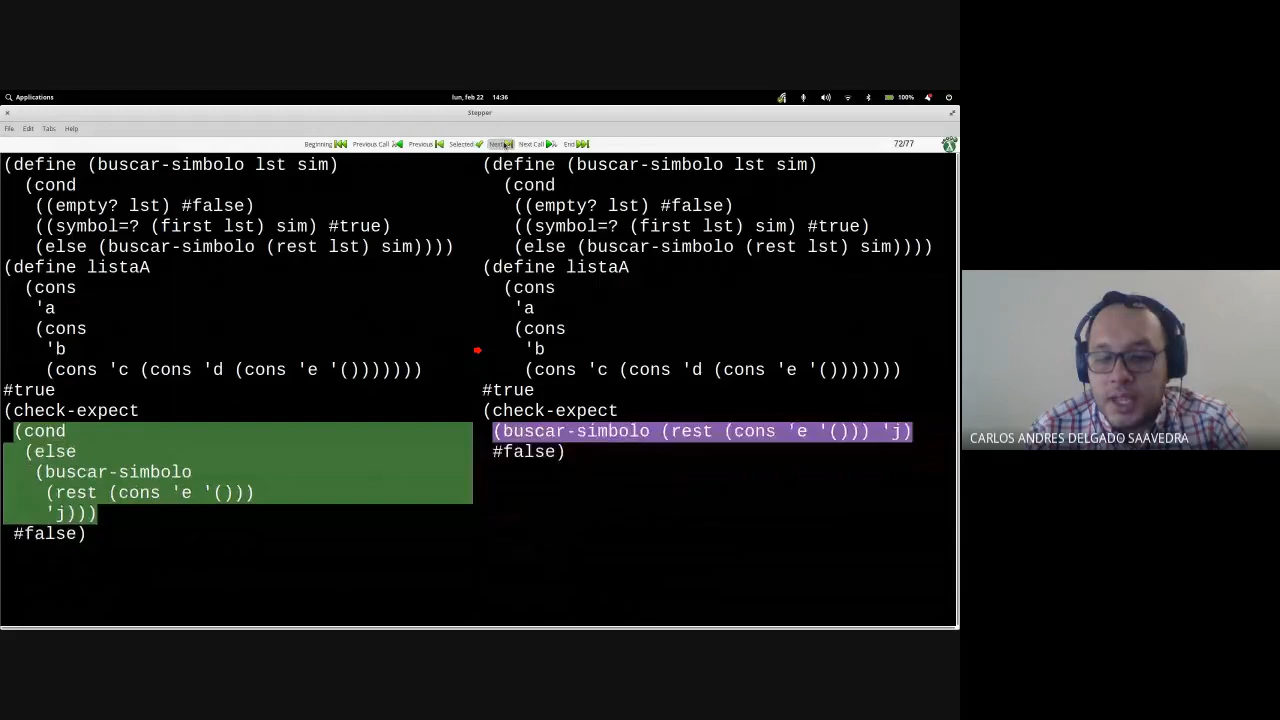 Applications
lun, feb 22 14:36
100%
Stepper
File Edit Tabs Help
Beginning Previous Call Previous Selected Next Next Call End 72/77
(define (buscar-simbolo lst sim)
(cond
((empty? lst) #false)
((symbol=? (first lst) sim) #true)
(else (buscar-simbolo (rest lst) sim))))
(define listaA
(cons
'a
(cons
'b
(cons 'c (cons 'd (cons 'e '()))))))
#true
(check-expect
(cond
(else
(buscar-simbolo
(rest (cons 'e '()))
'j)))
#false)
(define (buscar-simbolo lst sim)
(cond
((empty? lst) #false)
((symbol=? (first lst) sim) #true)
(else (buscar-simbolo (rest lst) sim))))
(define listaA
(cons
'a
(cons
'b
(cons 'c (cons 'd (cons 'e '()))))))
#true
(check-expect
(buscar-simbolo (rest (cons 'e '())) 'j)
#false)
CARLOS ANDRES DELGADO SAAVEDRA